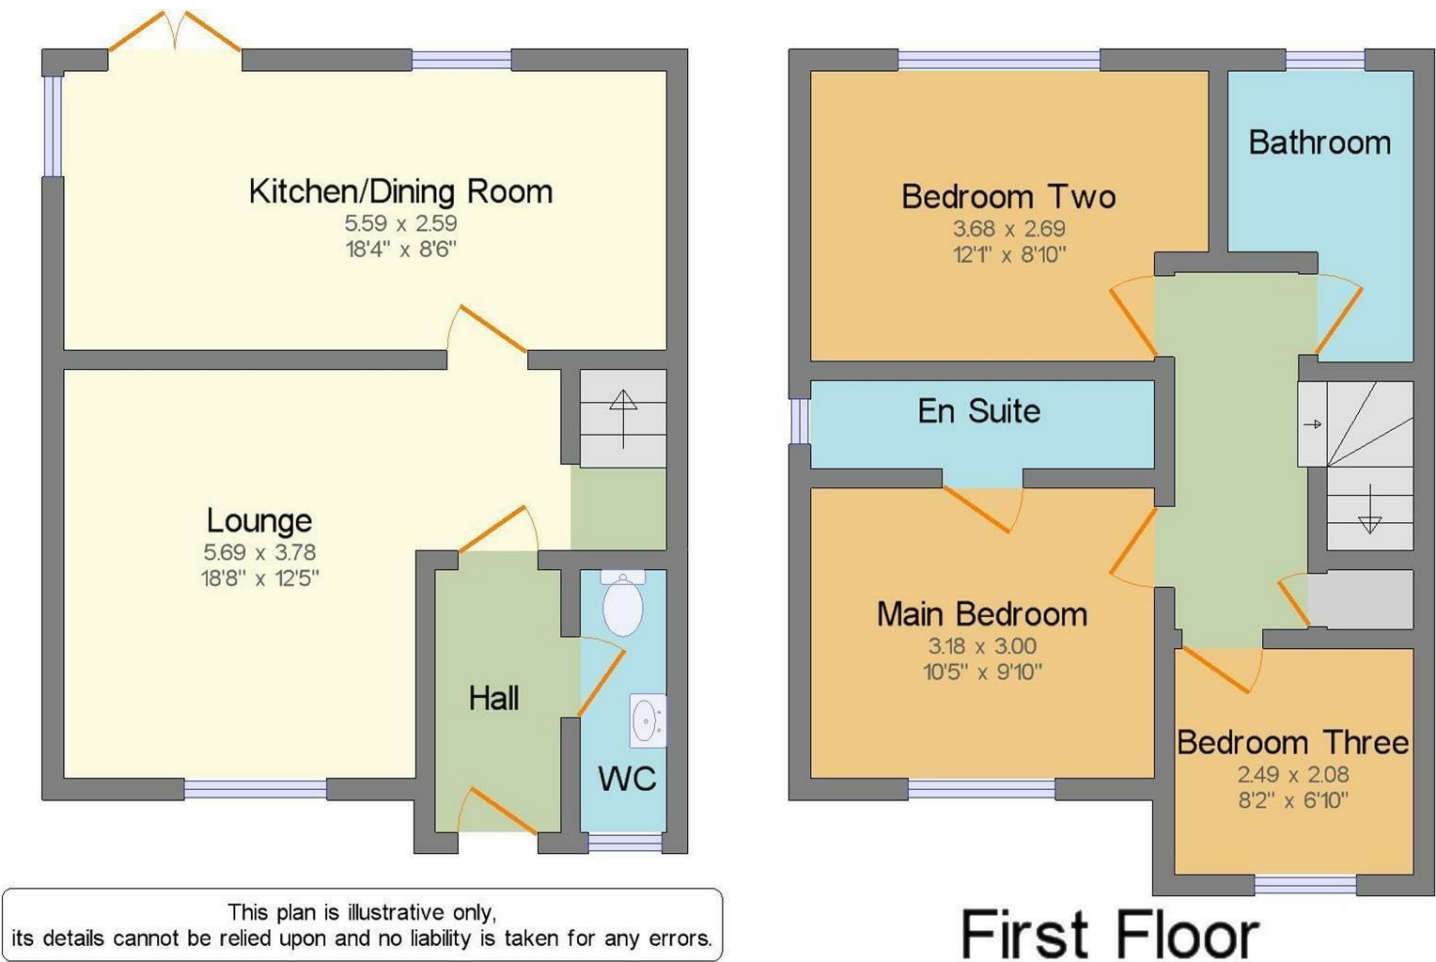 Kitchen/Dining Room
5.59 x 2.59
18'4" x 8'6"
Lounge
5.69 x 3.78
18'8" x 12'5"
Hall
WC
This plan is illustrative only,
its details cannot be relied upon and no liability is taken for any errors.
Bedroom Two
3.68 x 2.69
12'1" x 8'10"
Bathroom
En Suite
Main Bedroom
3.18 x 3.00
10'5" x 9'10"
Bedroom Three
2.49 x 2.08
8'2" x 6'10"
First Floor